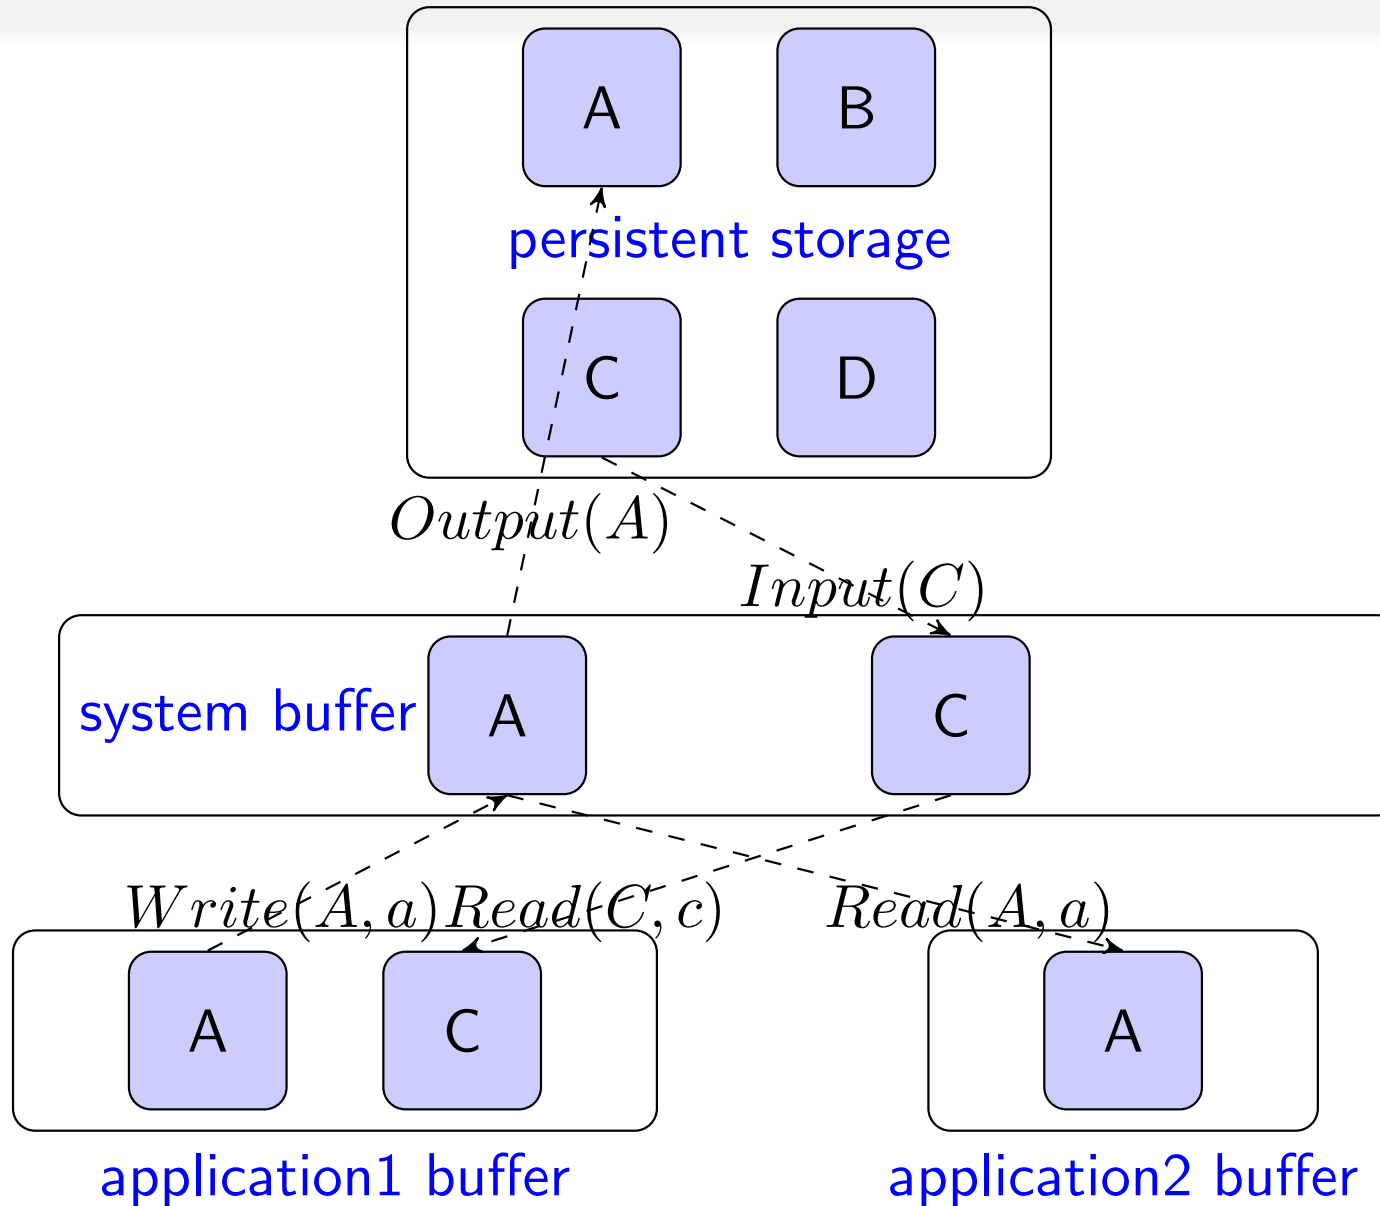 A B
persistent storage
C D
Output(A)
Input(C)
system buffer A C
Write(A, a) Read(C, c) Read(A, a)
A C A
application1 buffer application2 buffer